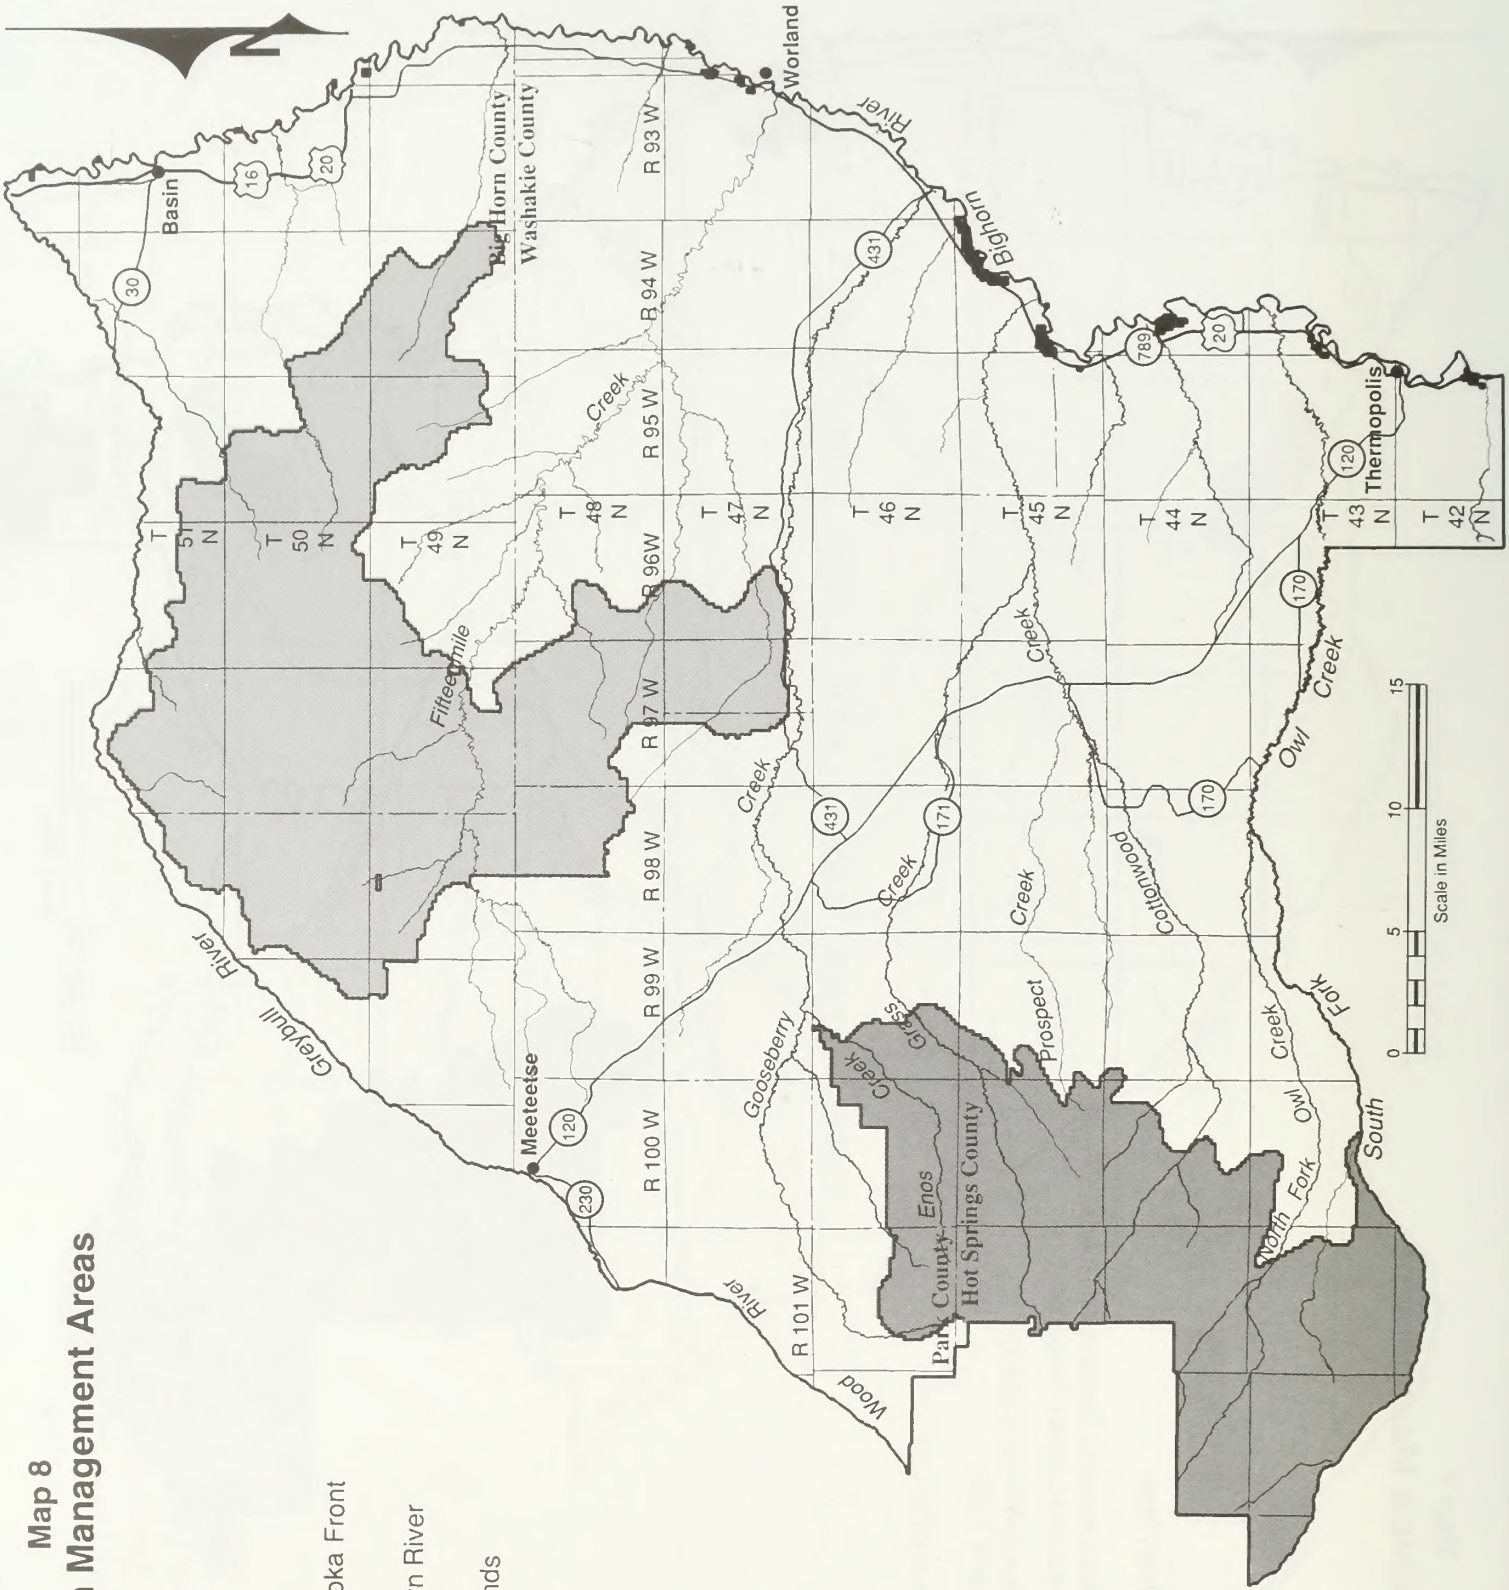 Map 8
Management Areas
oka Front
n River
nds
N
Basin
Worland
Meeteetse
Thermopolis
Big Horn County
Washakie County
Park County
Hot Springs County
30
16
20
431
789
20
120
170
170
431
171
120
230
R 93 W
R 94 W
R 95 W
R 96W
R 97 W
R 98 W
R 99 W
R 100 W
R 101 W
T
51
N
T
50
N
T
49
N
T
48
N
T
47
N
T
46
N
T
45
N
T
44
N
T
43
N
T
42
N
Greybull
River
Wood
River
Bighorn
River
Fifteenmile
Creek
Gooseberry
Creek
Grass
Creek
Enos
Creek
Prospect
Creek
Cottonwood
Creek
North Fork
Owl
Creek
South
Fork
Owl
Creek
0
5
10
15
Scale in Miles